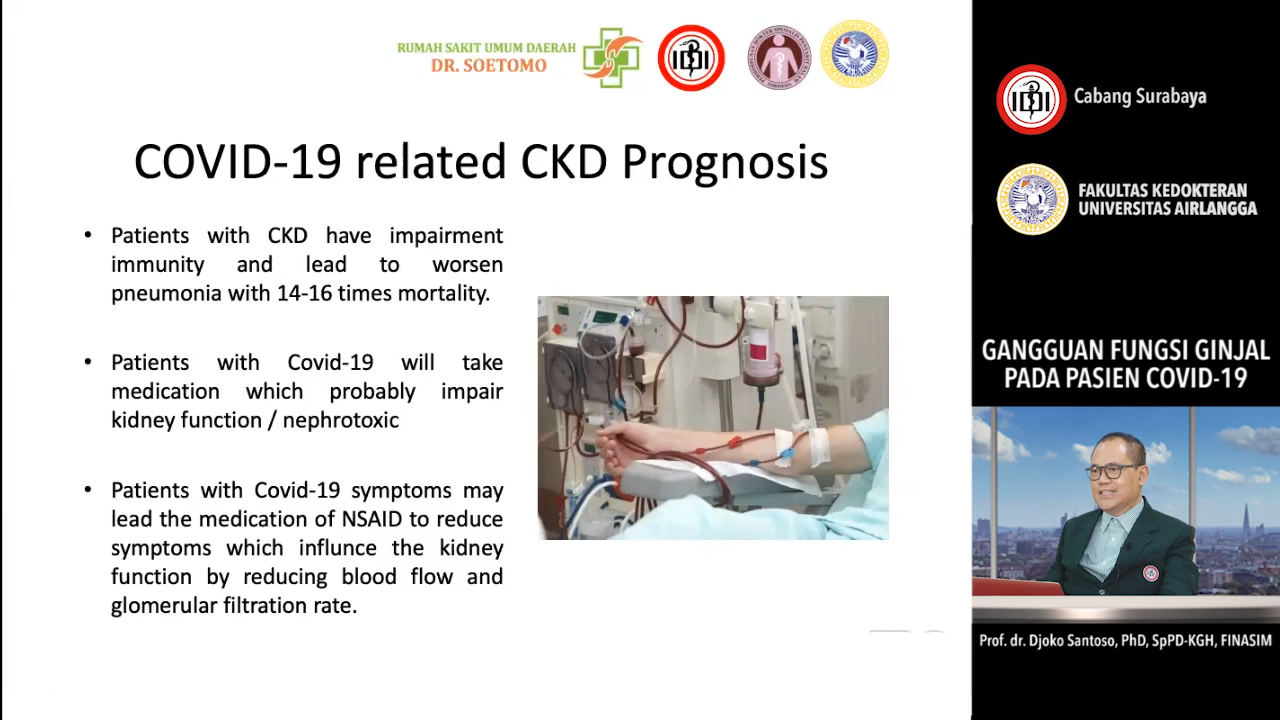 RUMAH SAKIT UMUM DAERAH
DR. SOETOMO
IDI
COVID-19 related CKD Prognosis
• Patients with CKD have impairment
immunity and lead to worsen
pneumonia with 14-16 times mortality.
• Patients with Covid-19 will take
medication which probably impair
kidney function / nephrotoxic
• Patients with Covid-19 symptoms may
lead the medication of NSAID to reduce
symptoms which influnce the kidney
function by reducing blood flow and
glomerular filtration rate.
IDI
Cabang Surabaya
FAKULTAS KEDOKTERAN
UNIVERSITAS AIRLANGGA
GANGGUAN FUNGSI GINJAL
PADA PASIEN COVID-19
Prof. dr. Djoko Santoso, PhD, SpPD-KGH, FINASIM